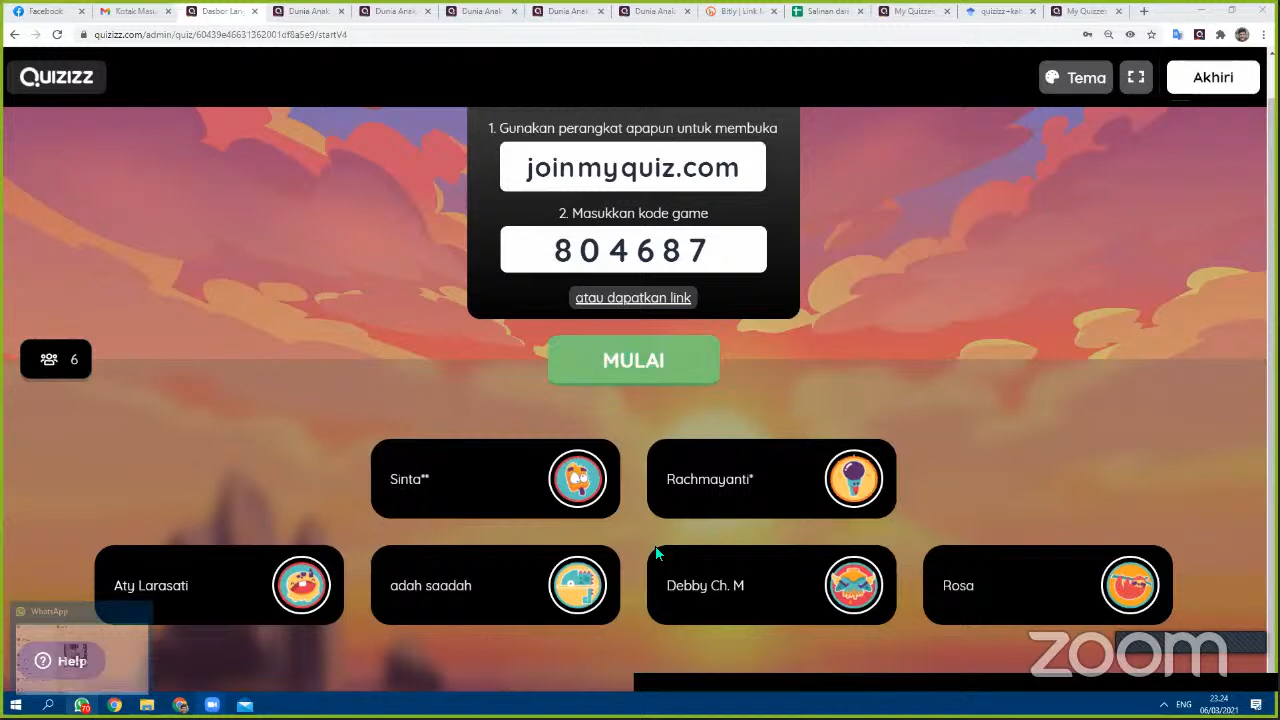 Facebook
Kotak Masu
Dasbor Lan
Dunia Anak
Dunia Anak
Dunia Anak
Dunia Anak
Dunia Anak
Bitly | Link M
Salinan dari
My Quizzes
quizizz+kah
My Quizzes
quizizz.com/admin/quiz/60439e46631362001d8fa5e9/startV4
QUIZIZZ
Tema
Akhiri
1. Gunakan perangkat apapun untuk membuka
joinmyquiz.com
2. Masukkan kode game
804687
atau dapatkan link
6
MULAI
Sinta**
Rachmayanti*
Aty Larasati
adah saadah
Debby Ch. M
Rosa
WhatsApp
Help
zoom
ENG
23.24
06/03/2021